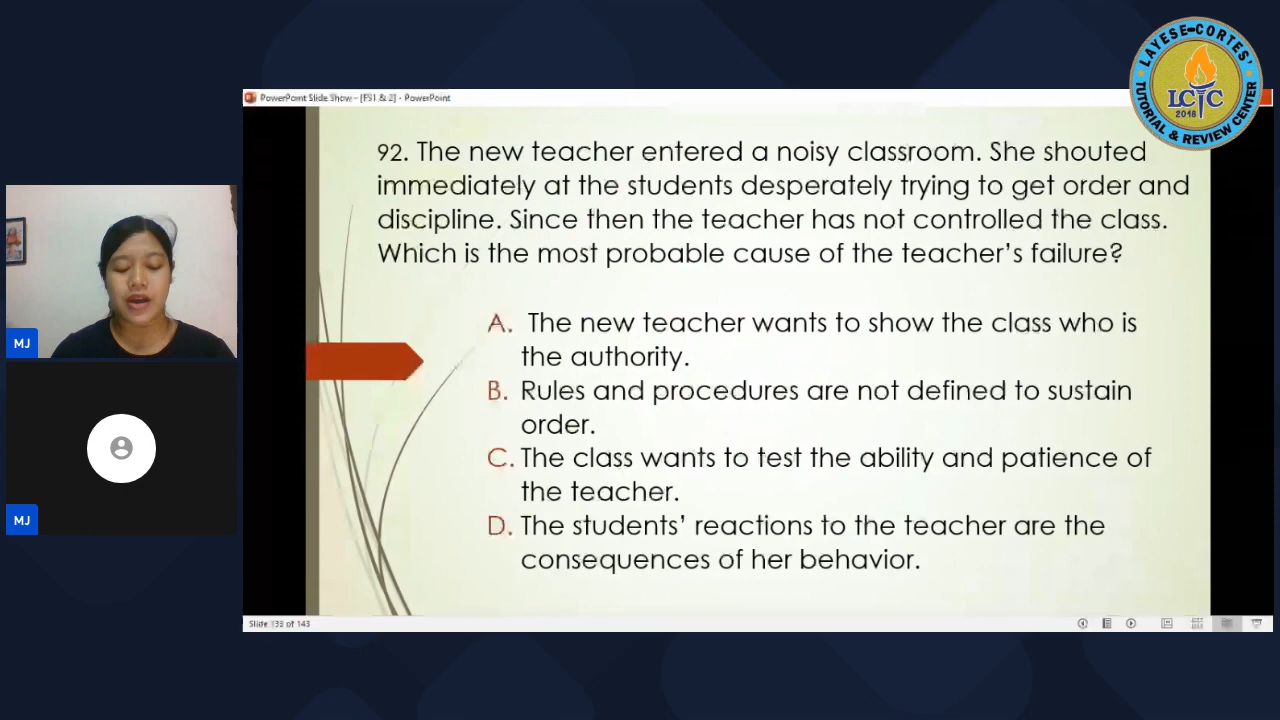 LAYESE-CORTES'
LCTC
2018
TUTORIAL & REVIEW CENTER
PowerPoint Slide Show - [FS1 & 2] - PowerPoint
92. The new teacher entered a noisy classroom. She shouted
immediately at the students desperately trying to get order and
discipline. Since then the teacher has not controlled the class.
Which is the most probable cause of the teacher's failure?
A. The new teacher wants to show the class who is
the authority.
B. Rules and procedures are not defined to sustain
order.
C. The class wants to test the ability and patience of
the teacher.
D. The students' reactions to the teacher are the
consequences of her behavior.
MJ
MJ
Slide 133 of 143